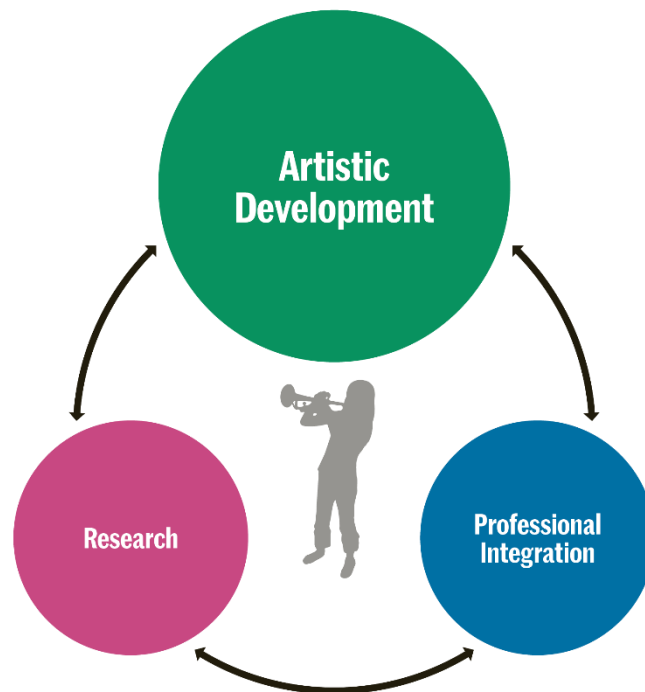 Artistic
Development
Research
Professional
Integration